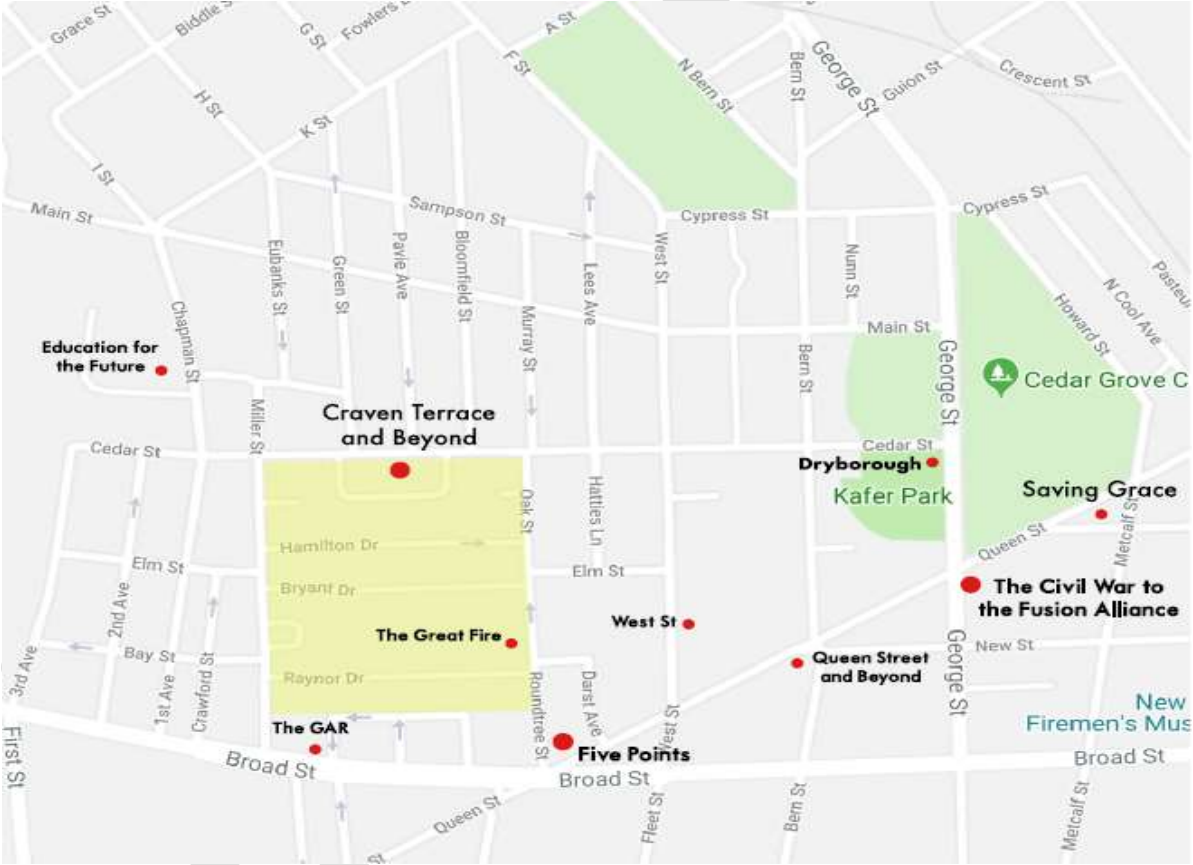 Grace St
Biddle S
G St
Fowlers
A St
F St
N Bern St
Bern St
George St
Guion St
Crescent St
H St
K St
I St
Main St
Sampson St
Cypress St
Cypress St
Eubanks St
Green St
Pavie Ave
Bloomfield St
Lees Ave
West St
Nunn St
Pasteu
N Cool Ave
Howard St
Chapman St
Murray St
Main St
Bern St
George St
Education for
the Future
Cedar Grove C
Miller St
Craven Terrace
and Beyond
Cedar St
Cedar St
Dryborough
Kafer Park
Saving Grace
Oak St
Hatties Ln
Metcalf St
Hamilton Dr
Queen St
Elm St
Elm St
Bryant Dr
The Civil War to
the Fusion Alliance
2nd Ave
West St
The Great Fire
New St
Bay St
Queen Street
and Beyond
3rd Ave
1st Ave
Crawford St
Raynor Dr
Roundtree St
Darst Ave
West St
George St
New
Firemen's Mus
The GAR
Five Points
First St
Broad St
Broad St
Broad St
Queen St
Fleet St
Bern St
Metcalf St
St